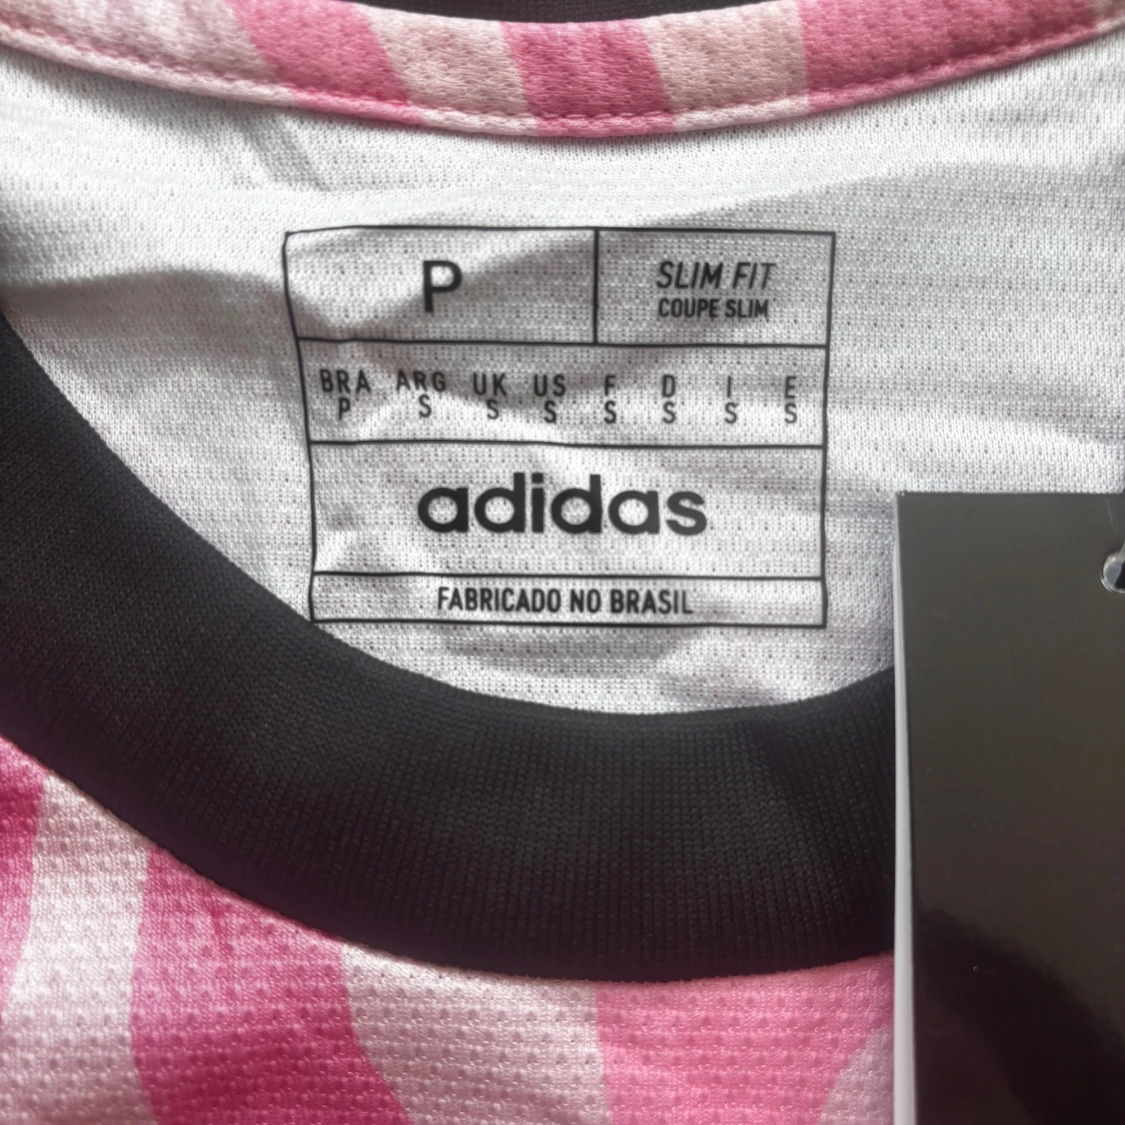 P
SLIM FIT
COUPE SLIM
BRA ARG UK US F D I E
P S S S S S S S
adidas
FABRICADO NO BRASIL